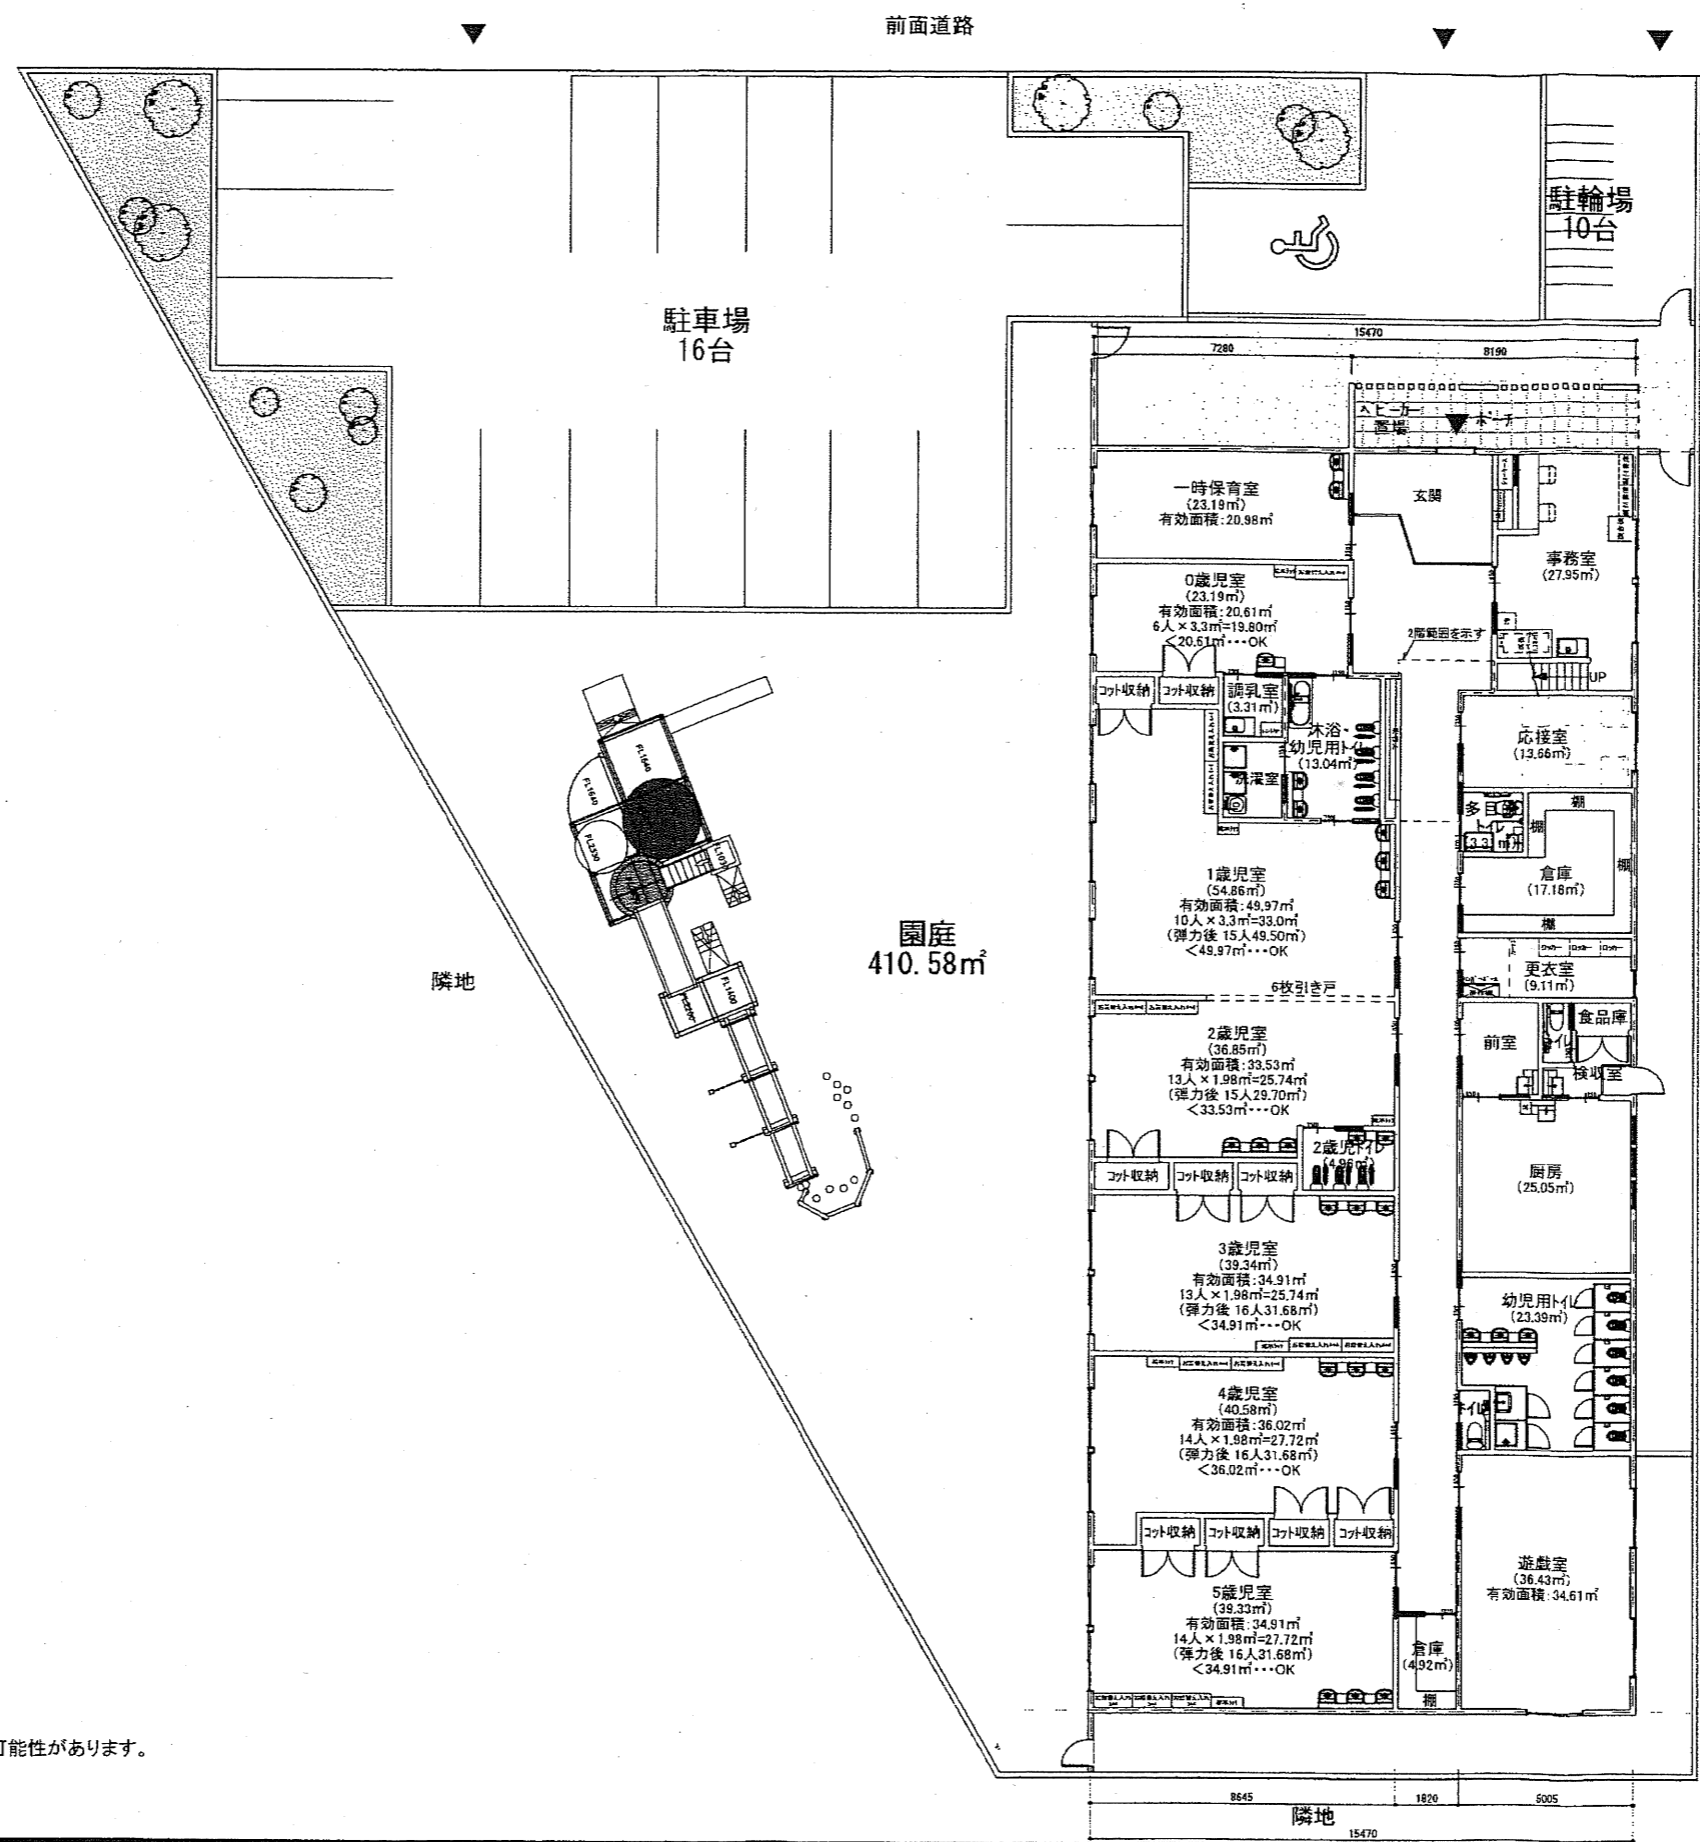 前面道路
駐輪場
10台
駐車場
16台
15470
7280
8190
ポーチ
置場
一時保育室
(23.19㎡)
有効面積:20.98㎡
玄関
事務室
(27.95㎡)
0歳児室
(23.19㎡)
有効面積:20.61㎡
6人×3.3㎡=19.80㎡
<20.61㎡・・・OK
2階範囲を示す
UP
コット収納
コット収納
調乳室
(3.31㎡)
沐浴・
幼児用トイレ
(13.04㎡)
洗濯室
応接室
(13.66㎡)
棚
棚
棚
棚
倉庫
(17.18㎡)
1歳児室
(54.86㎡)
有効面積:49.97㎡
10人×3.3㎡=33.0㎡
(弾力後 15人49.50㎡)
<49.97㎡・・・OK
6枚引き戸
園庭
410.58㎡
隣地
FL1640
FL1640
FL2530
FL1400
更衣室
(9.11㎡)
ロッカー
ロッカー
ロッカー
2歳児室
(36.85㎡)
有効面積:33.53㎡
13人×1.98㎡=25.74㎡
(弾力後 15人29.70㎡)
<33.53㎡・・・OK
前室
トイレ
食品庫
検収室
コット収納
コット収納
コット収納
2歳児トイレ
(4.96㎡)
厨房
(25.05㎡)
3歳児室
(39.34㎡)
有効面積:34.91㎡
13人×1.98㎡=25.74㎡
(弾力後 16人31.68㎡)
<34.91㎡・・・OK
幼児用トイレ
(23.39㎡)
4歳児室
(40.58㎡)
有効面積:36.02㎡
14人×1.98㎡=27.72㎡
(弾力後 16人31.68㎡)
<36.02㎡・・・OK
トイレ
コット収納
コット収納
コット収納
コット収納
5歳児室
(39.33㎡)
有効面積:34.91㎡
14人×1.98㎡=27.72㎡
(弾力後 16人31.68㎡)
<34.91㎡・・・OK
遊戯室
(36.43㎡)
有効面積:34.61㎡
倉庫
(4.92㎡)
棚
可能性があります。
8645
1820
5005
隣地
15470